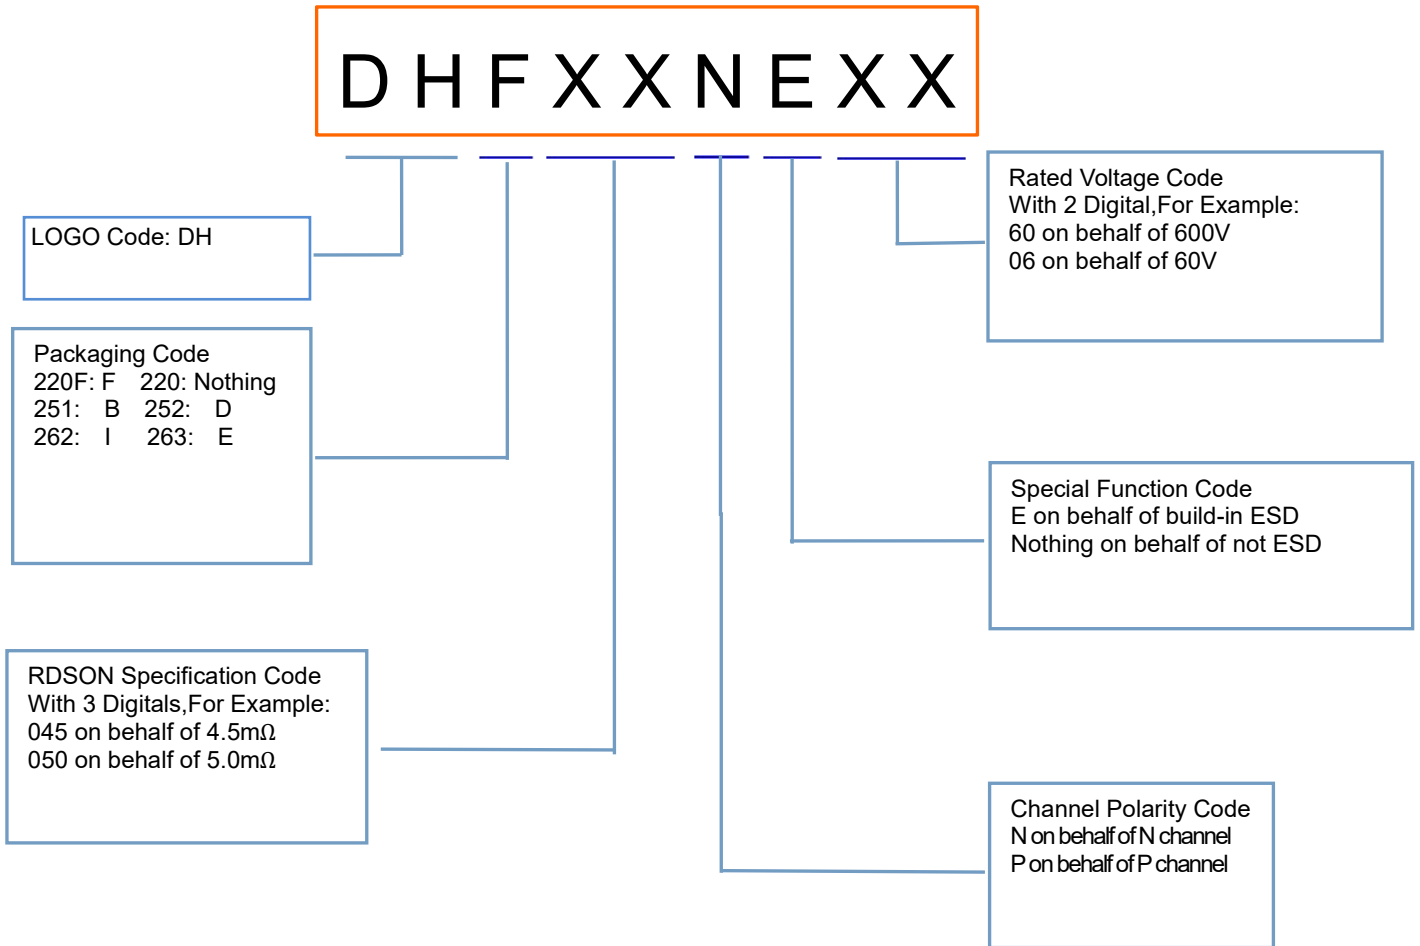 D H F X X N E X X
LOGO Code: DH
Packaging Code
220F: F 220: Nothing
251: B 252: D
262: I 263: E
RDSON Specification Code
With 3 Digitals,For Example:
045 on behalf of 4.5mΩ
050 on behalf of 5.0mΩ
Rated Voltage Code
With 2 Digital,For Example:
60 on behalf of 600V
06 on behalf of 60V
Special Function Code
E on behalf of build-in ESD
Nothing on behalf of not ESD
Channel Polarity Code
N on behalf of N channel
P on behalf of P channel